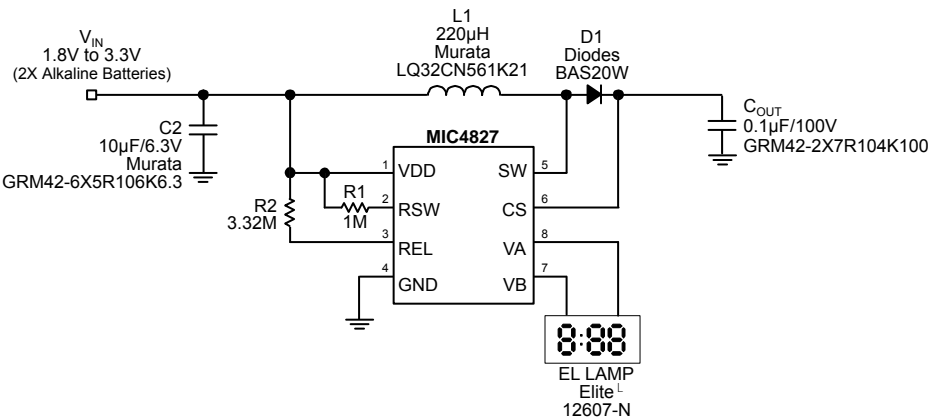 L1
220µH
Murata
LQ32CN561K21
D1
Diodes
BAS20W
VIN
1.8V to 3.3V
(2X Alkaline Batteries)
C2
10µF/6.3V
Murata
GRM42-6X5R106K6.3
COUT
0.1µF/100V
GRM42-2X7R104K100
MIC4827
1
VDD
SW
5
R1
1M
2
RSW
CS
6
R2
3.32M
3
REL
VA
8
4
GND
VB
7
8:88
EL LAMP
Elite L
12607-N